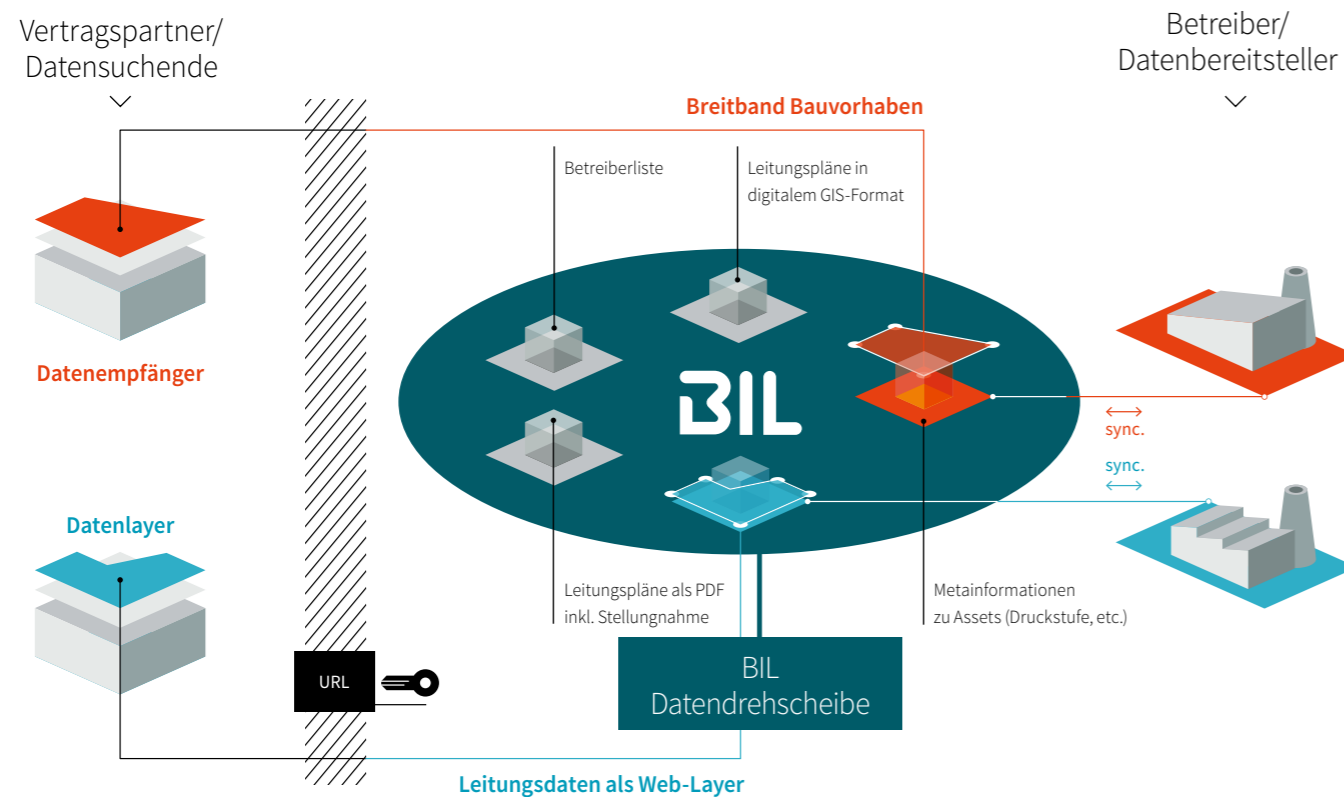 Vertragspartner/
Datensuchende
Betreiber/
Datenbereitsteller
Breitband Bauvorhaben
Betreiberliste
Leitungspläne in
digitalem GIS-Format
Datenempfänger
BIL
sync.
sync.
Datenlayer
Leitungspläne als PDF
inkl. Stellungnahme
Metainformationen
zu Assets (Druckstufe, etc.)
URL
BIL
Datendrehscheibe
Leitungsdaten als Web-Layer